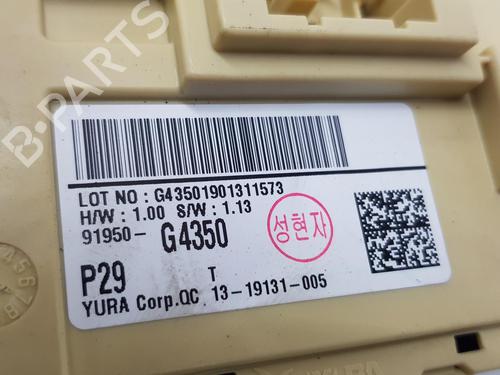 B-PARTS
LOT NO : G43501901311573
H/W : 1.00 S/W : 1.13
91950- G4350
성현자
P29 T
YURA Corp.QC 13-19131-005